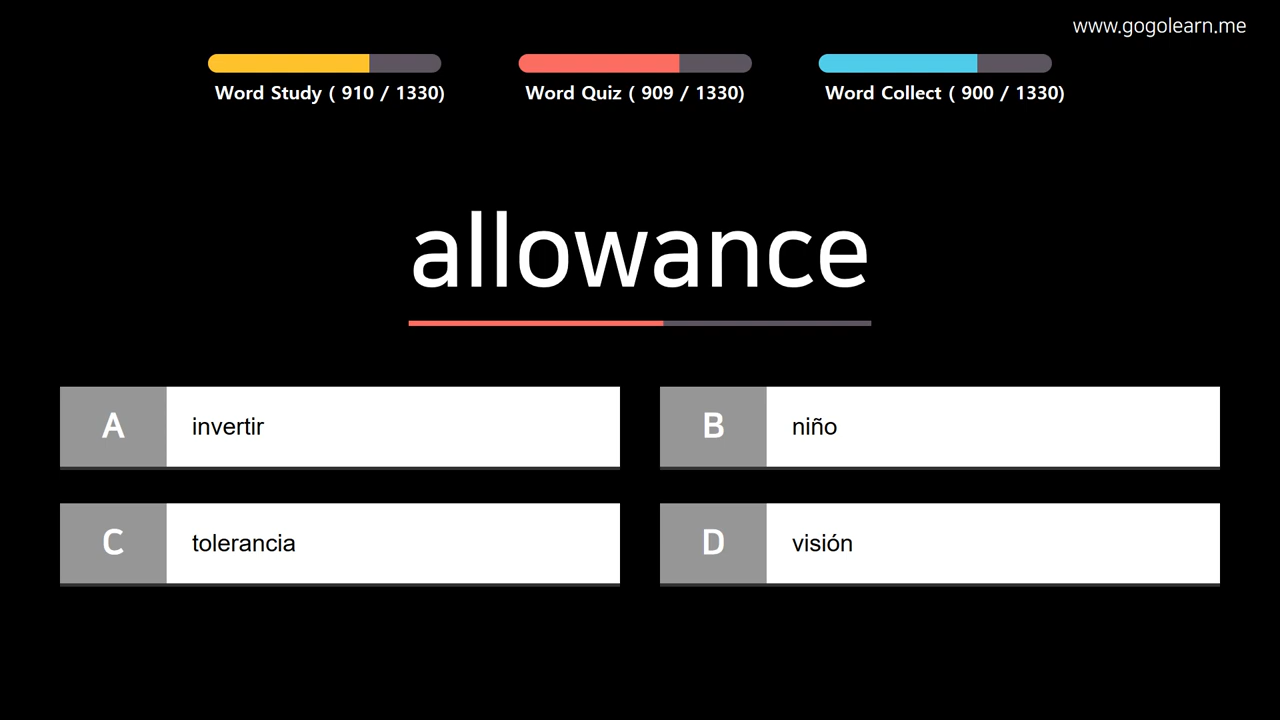 www.gogolearn.me
Word Study ( 910 / 1330)
Word Quiz ( 909 / 1330)
Word Collect ( 900 / 1330)
allowance
A
invertir
B
niño
C
tolerancia
D
visión